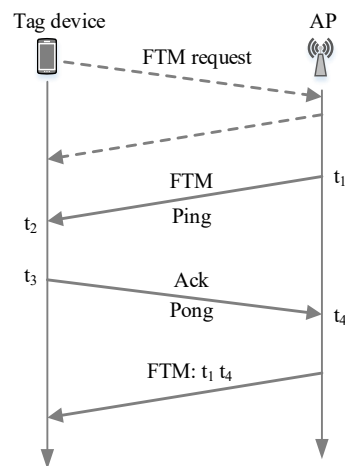 Tag device
AP
FTM request
FTM
t₁
Ping
t₂
t₃
Ack
Pong
t₄
FTM: t₁ t₄